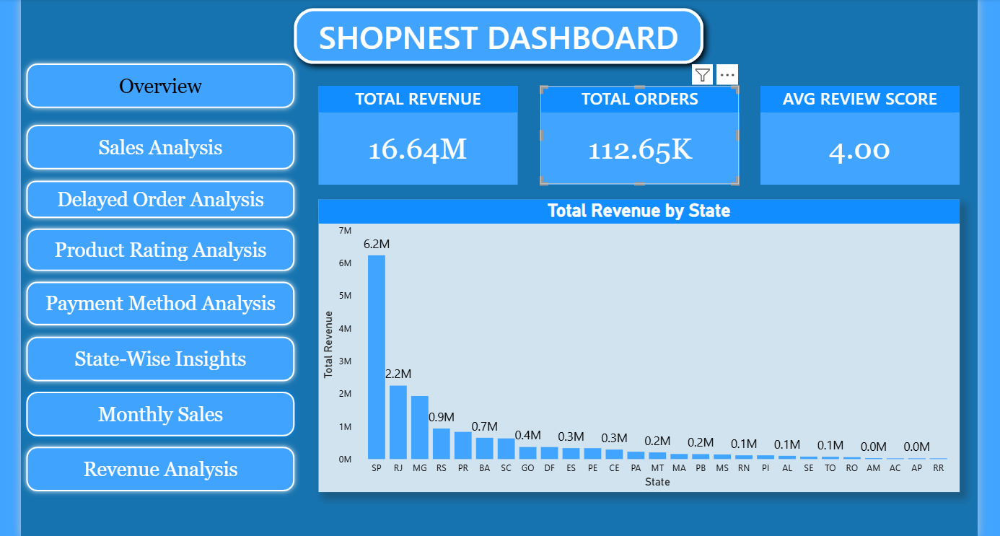 SHOPNEST DASHBOARD
Overview
Sales Analysis
Delayed Order Analysis
Product Rating Analysis
Payment Method Analysis
State-Wise Insights
Monthly Sales
Revenue Analysis
TOTAL REVENUE
16.64M
TOTAL ORDERS
112.65K
AVG REVIEW SCORE
4.00
Total Revenue by State
Total Revenue
7M
6M
5M
4M
3M
2M
1M
0M
6.2M
2.2M
0.9M
0.7M
0.4M
0.3M
0.3M
0.2M
0.2M
0.1M
0.1M
0.1M
0.0M
0.0M
SP RJ MG RS PR BA SC GO DF ES PE CE PA MT MA PB MS RN PI AL SE TO RO AM AC AP RR
State